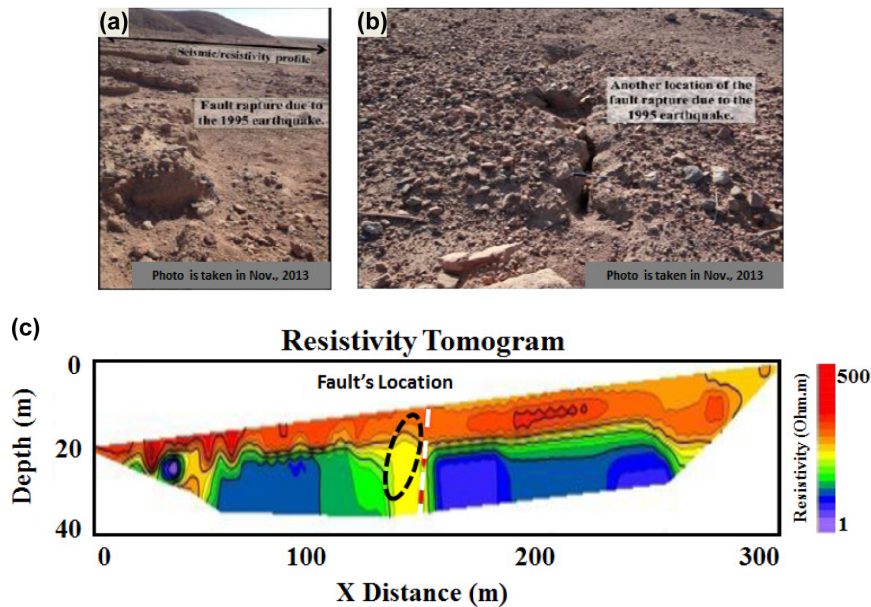 (a)
Seismic/resistivity profile
Fault rapture due to
the 1995 earthquake.
Photo is taken in Nov., 2013
(b)
Another location of the
fault rapture due to the
1995 earthquake.
Photo is taken in Nov., 2013
(c)
Resistivity Tomogram
Fault's Location
0
20
40
Depth (m)
0 100 200 300
X Distance (m)
500
1
Resistivity (Ohm.m)